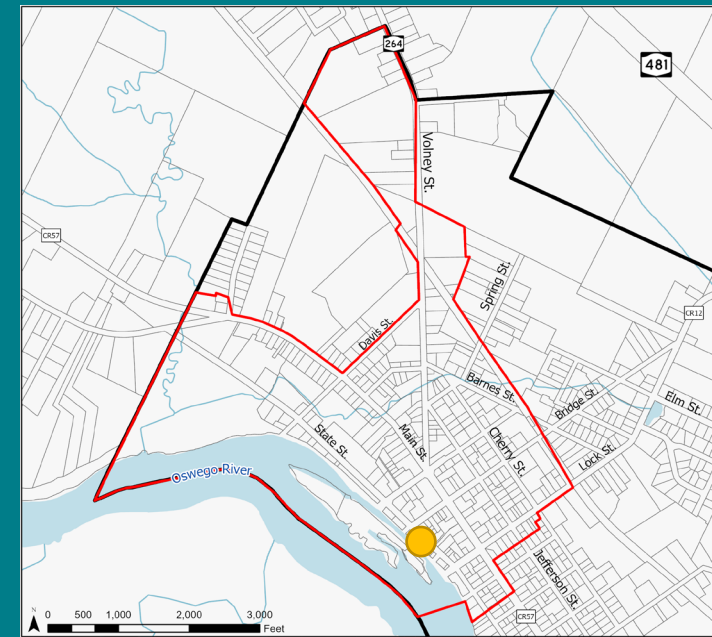 264
481
Volney St.
CR57
Spring St.
CR12
Davis St.
Barnes St.
Bridge St.
Elm St.
State St.
Main St.
Cherry St.
Lock St.
Oswego River
Jefferson St.
CR57
N
0 500 1,000 2,000 3,000
Feet